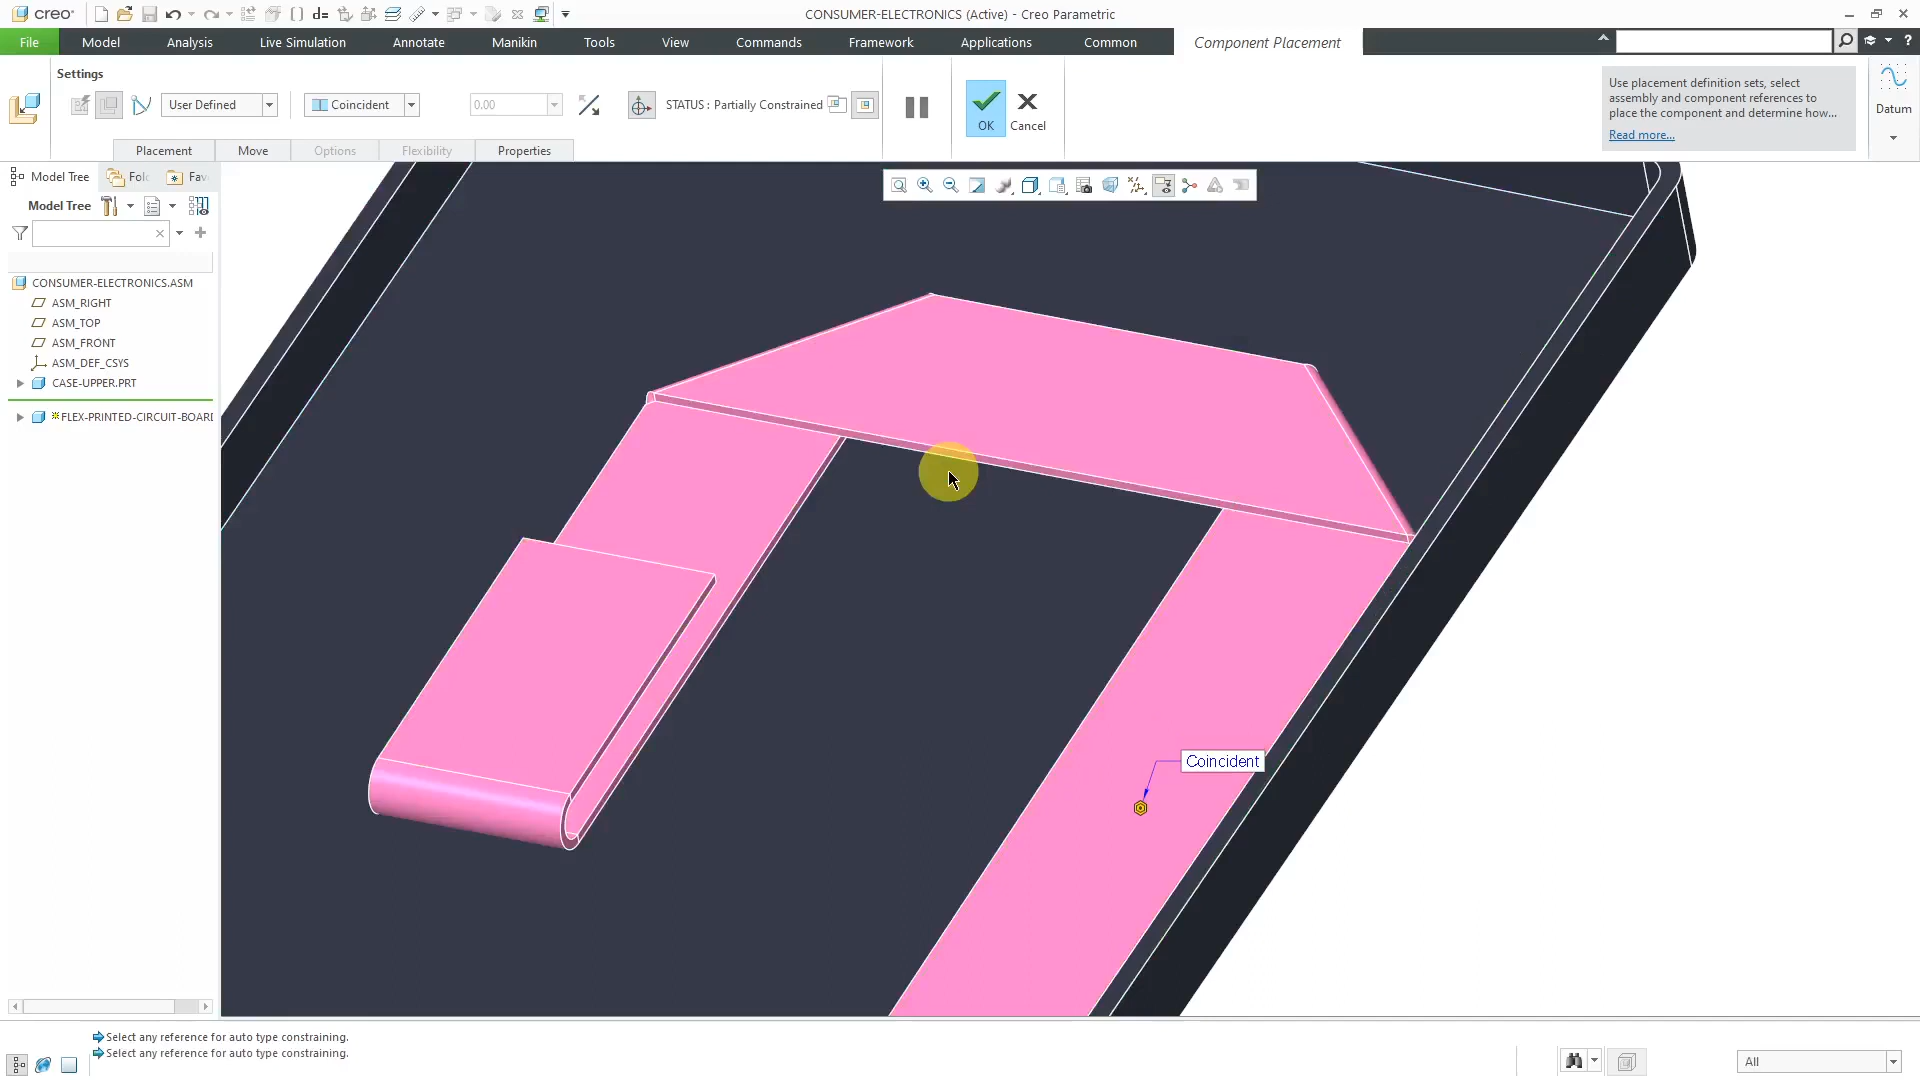 creo
CONSUMER-ELECTRONICS (Active) - Creo Parametric
File
Model
Analysis
Live Simulation
Annotate
Manikin
Tools
View
Commands
Framework
Applications
Common
Component Placement
Settings
User Defined
Coincident
0.00
STATUS : Partially Constrained
OK
Cancel
Use placement definition sets, select
assembly and component references to
place the component and determine how...
Read more...
Datum
Placement
Move
Options
Flexibility
Properties
Model Tree
Fol
Fav
Model Tree
CONSUMER-ELECTRONICS.ASM
ASM_RIGHT
ASM_TOP
ASM_FRONT
ASM_DEF_CSYS
CASE-UPPER.PRT
FLEX-PRINTED-CIRCUIT-BOARD
Coincident
Select any reference for auto type constraining.
Select any reference for auto type constraining.
All